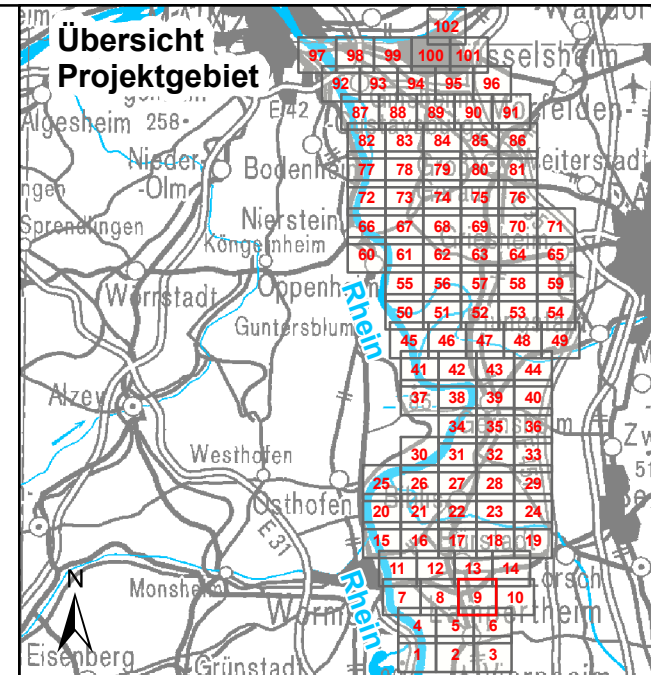 Übersicht
Projektgebiet
102
97 98 99 100 101
sselsheim
92 93 94 95 96
E 42
87 88 89 90 91
Algesheim 258
82 83 84 85 86
Nieder
-Olm
Bodenhei
Weiterstadt
77 78 79 80 81
72 73 74 75 76
Sprendlingen
Nierstein
66 67 68 69 70 71
Köngernheim
60 61 62 63 64 65
Wörrstadt
Oppenh
55 56 57 58 59
Rhein
50 51 52 53 54
Guntersblum
45 46 47 48 49
41 42 43 44
Alzey
37 38 39 40
34 35 36
Westhofen
30 31 32 33
25 26 27 28 29
Osthofen
20 21 22 23 24
E 31
15 16 17 18 19
11 12 13 14
Lorsch
N
Monsheim
Rhein
Worms
7 8 9 10
4 5 6
Eisenberg
Grünstadt
1 2 3